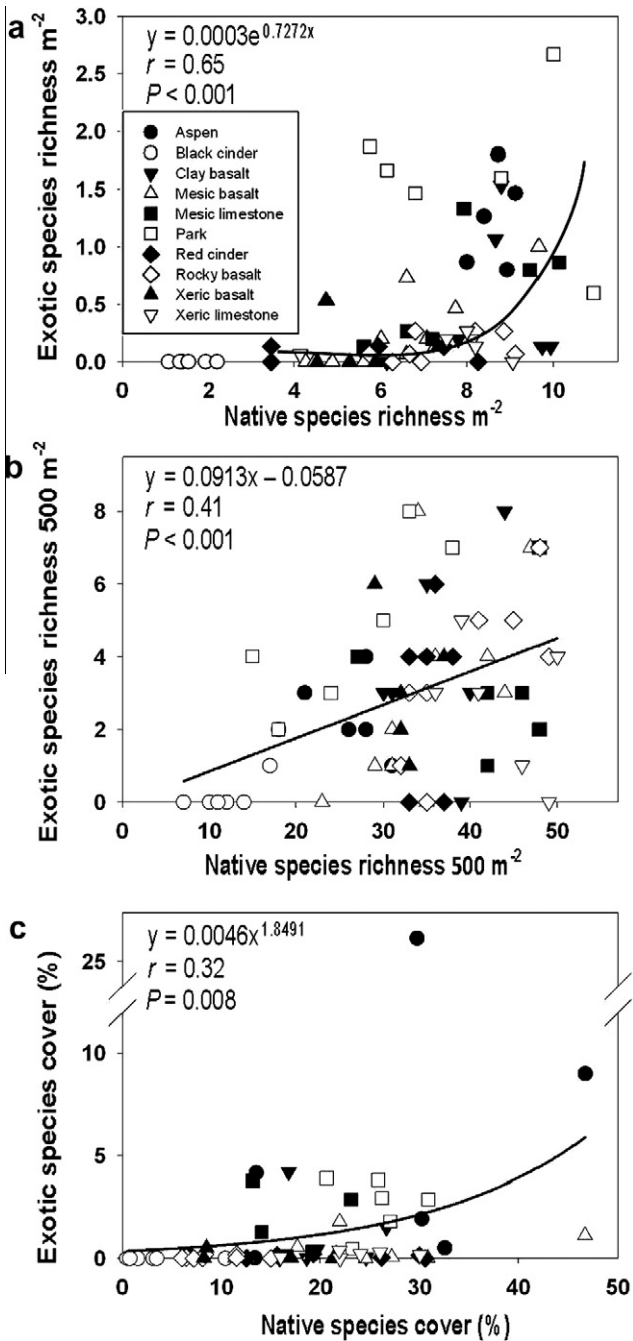 a
y = 0.0003e^0.7272x
r = 0.65
P < 0.001
Aspen
Black cinder
Clay basalt
Mesic basalt
Mesic limestone
Park
Red cinder
Rocky basalt
Xeric basalt
Xeric limestone
Exotic species richness m⁻²
3.0
2.5
2.0
1.5
1.0
0.5
0.0
0 2 4 6 8 10
Native species richness m⁻²
b
y = 0.0913x – 0.0587
r = 0.41
P < 0.001
Exotic species richness 500 m⁻²
8
6
4
2
0
0 10 20 30 40 50
Native species richness 500 m⁻²
c
y = 0.0046x^1.8491
r = 0.32
P = 0.008
Exotic species cover (%)
25
10
5
0
0 10 20 30 40 50
Native species cover (%)